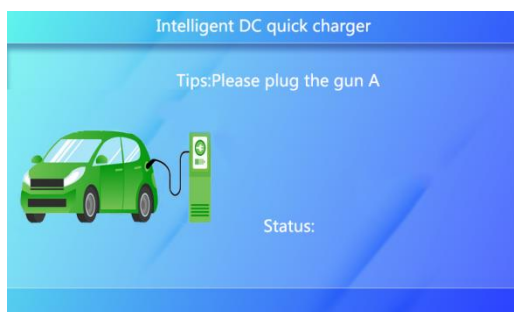 Intelligent DC quick charger
Tips:Please plug the gun A
Status: